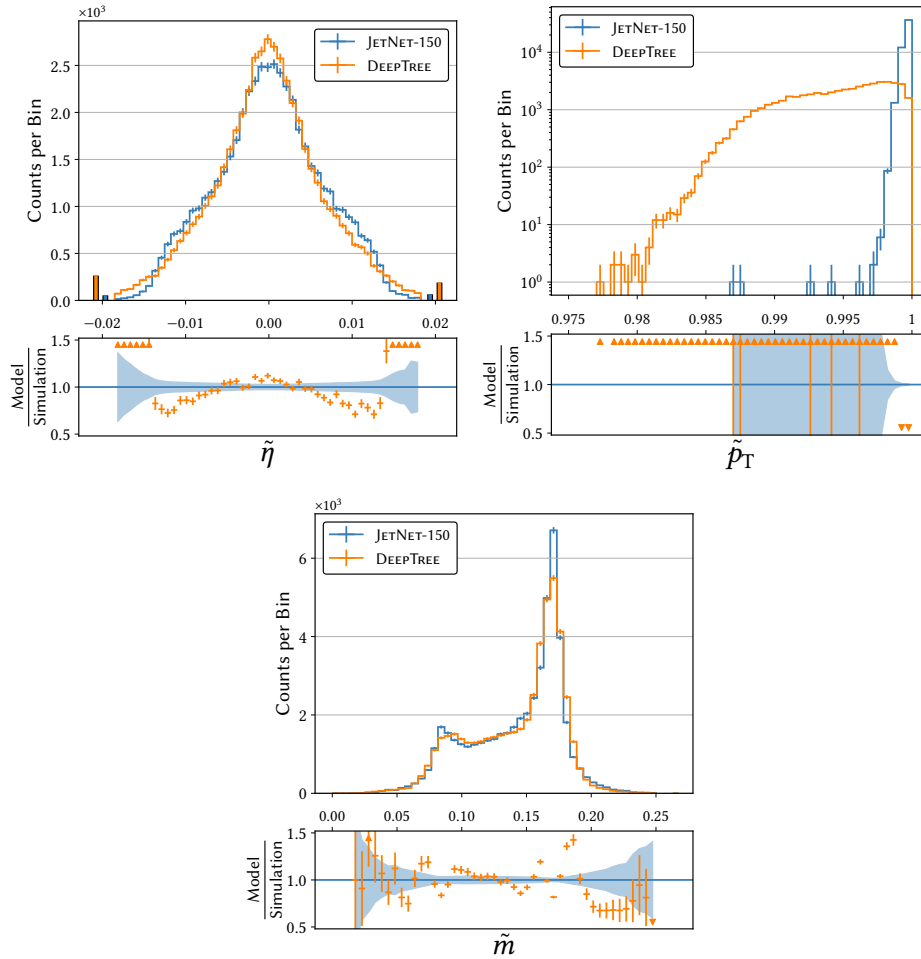 ×10³
JETNET-150
DEEPTREE
Counts per Bin
2.5
2.0
1.5
1.0
0.5
0.0
−0.02
−0.01
0.00
0.01
0.02
Model
Simulation
1.5
1.0
0.5
η̃
JETNET-150
DEEPTREE
Counts per Bin
10⁴
10³
10²
10¹
10⁰
0.975
0.98
0.985
0.99
0.995
1
Model
Simulation
1.5
1.0
0.5
p̃T
×10³
JETNET-150
DEEPTREE
Counts per Bin
6
4
2
0
0.00
0.05
0.10
0.15
0.20
0.25
Model
Simulation
1.5
1.0
0.5
m̃